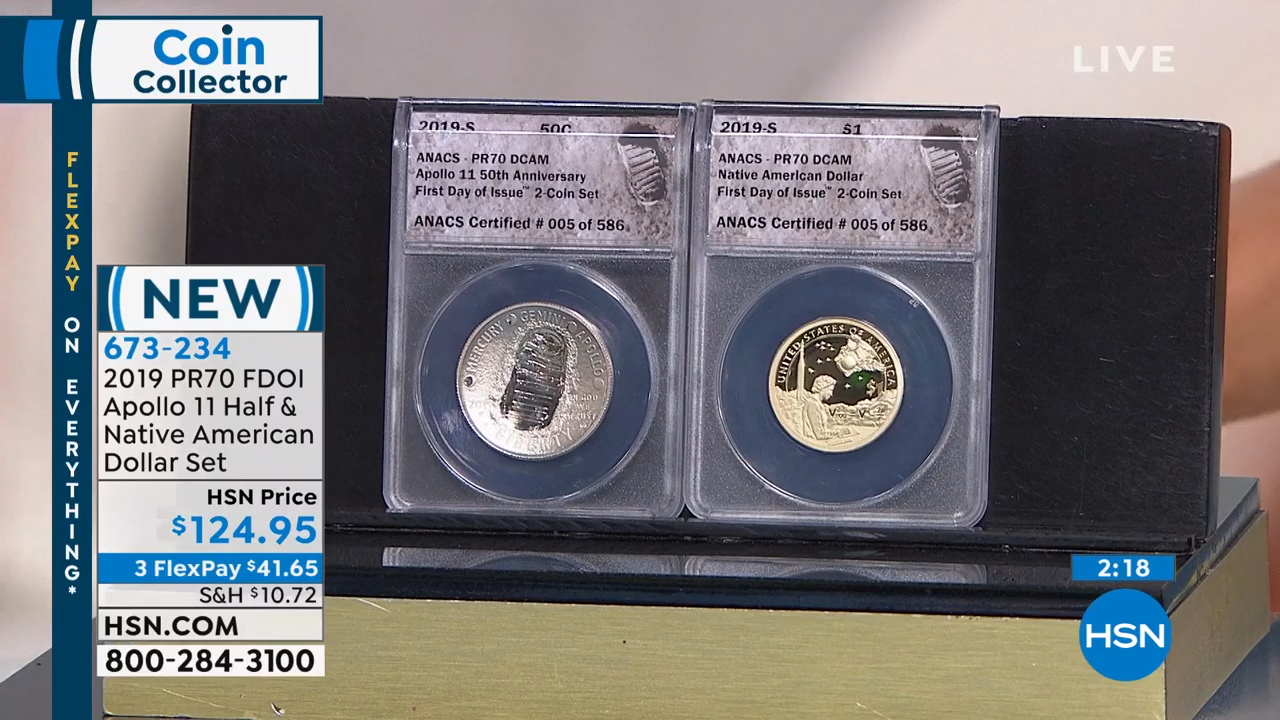 Coin
Collector
LIVE
FLEXPAY ON EVERYTHING*
NEW
673-234
2019 PR70 FDOI
Apollo 11 Half &
Native American
Dollar Set
HSN Price
$124.95
3 FlexPay $41.65
S&H $10.72
HSN.COM
800-284-3100
2019-S 50C
ANACS - PR70 DCAM
Apollo 11 50th Anniversary
First Day of Issue™ 2-Coin Set
ANACS Certified # 005 of 586
MERCURY GEMINI APOLLO
LIBERTY
2019-S $1
ANACS - PR70 DCAM
Native American Dollar
First Day of Issue™ 2-Coin Set
ANACS Certified # 005 of 586
UNITED STATES OF AMERICA
2:18
HSN